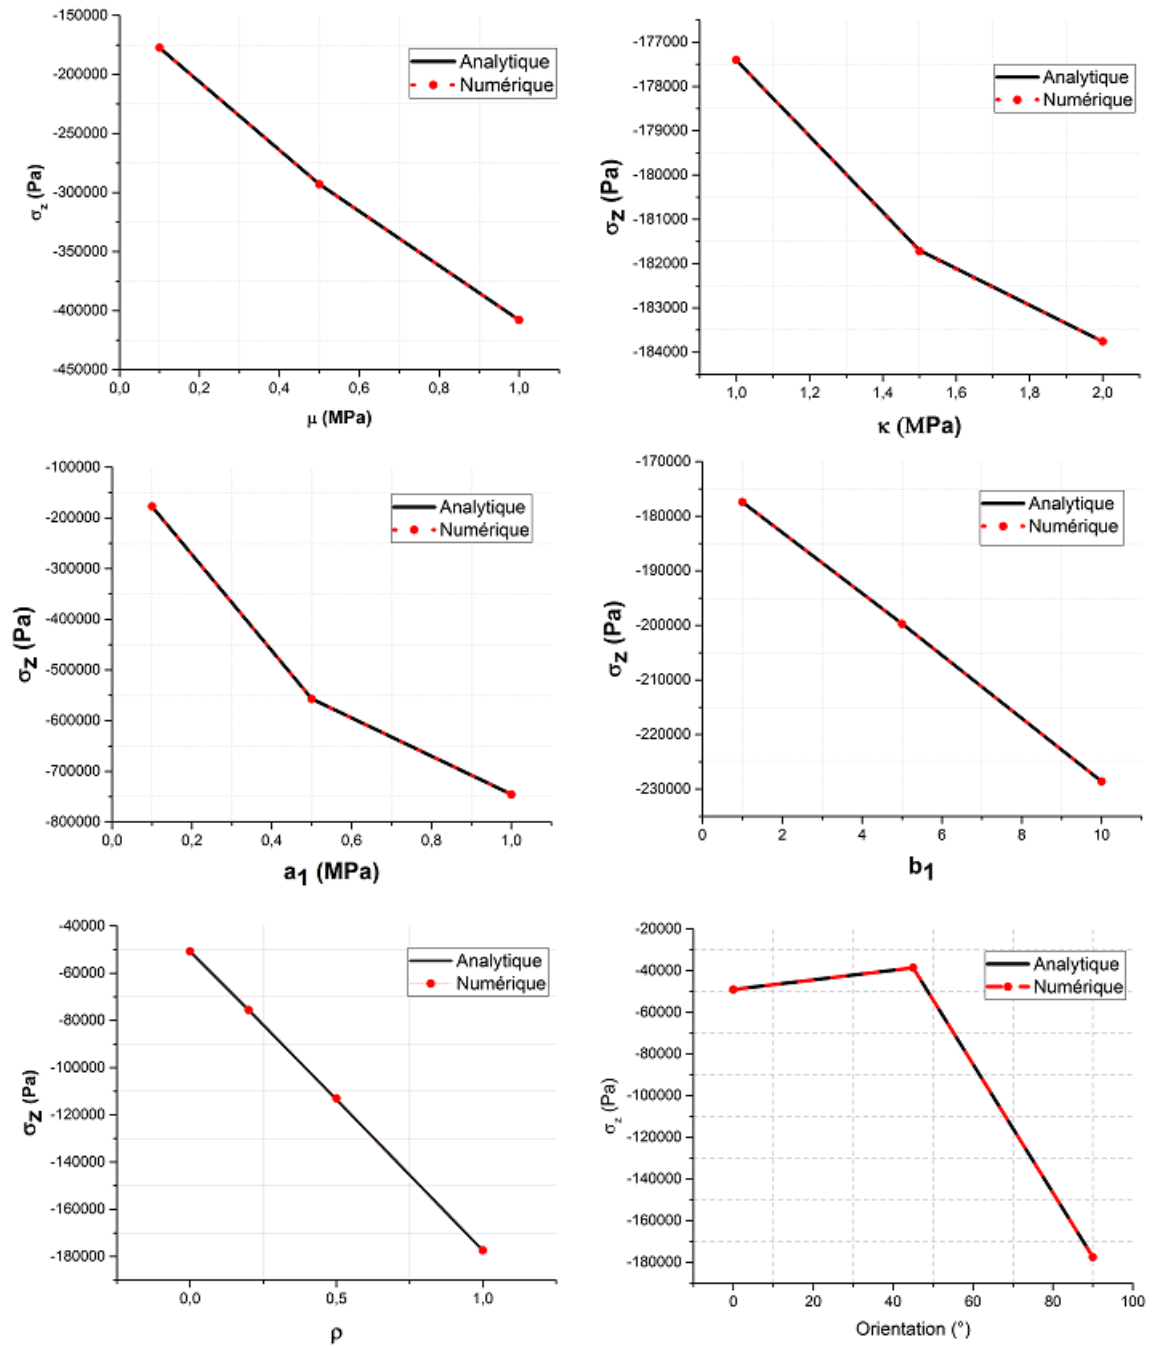 -150000
-200000
-250000
-300000
-350000
-400000
-450000
σz (Pa)
Analytique
Numérique
0,0 0,2 0,4 0,6 0,8 1,0
μ (MPa)
-177000
-178000
-179000
-180000
-181000
-182000
-183000
-184000
σz (Pa)
Analytique
Numérique
1,0 1,2 1,4 1,6 1,8 2,0
κ (MPa)
-100000
-200000
-300000
-400000
-500000
-600000
-700000
-800000
σz (Pa)
Analytique
Numérique
0,0 0,2 0,4 0,6 0,8 1,0
a1 (MPa)
-170000
-180000
-190000
-200000
-210000
-220000
-230000
σz (Pa)
Analytique
Numérique
0 2 4 6 8 10
b1
-40000
-60000
-80000
-100000
-120000
-140000
-160000
-180000
σz (Pa)
Analytique
Numérique
0,0 0,5 1,0
ρ
-20000
-40000
-60000
-80000
-100000
-120000
-140000
-160000
-180000
σz (Pa)
Analytique
Numérique
0 20 40 60 80 100
Orientation (°)